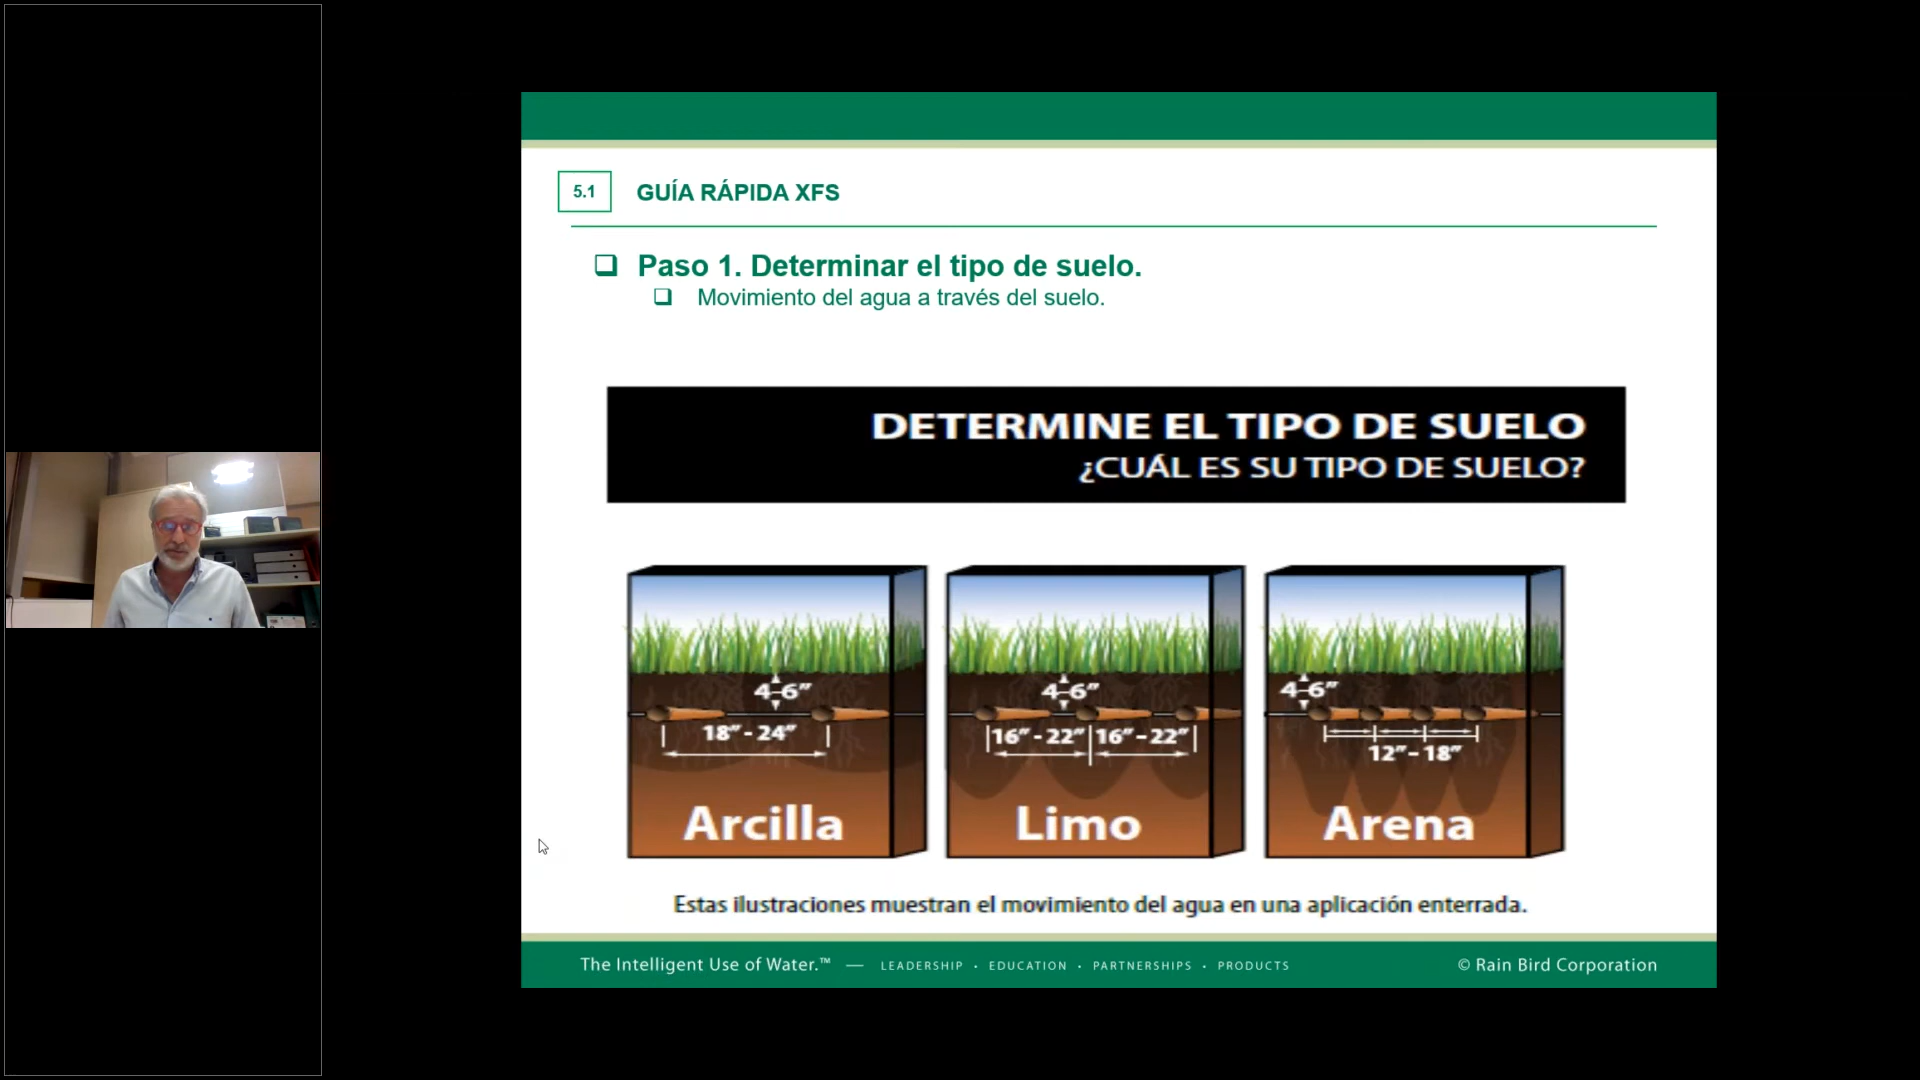 5.1
GUÍA RÁPIDA XFS
Paso 1. Determinar el tipo de suelo.
Movimiento del agua a través del suelo.
DETERMINE EL TIPO DE SUELO
¿CUÁL ES SU TIPO DE SUELO?
4-6”
18” - 24”
Arcilla
4-6”
16” - 22” 16” - 22”
Limo
4-6”
12” - 18”
Arena
Estas ilustraciones muestran el movimiento del agua en una aplicación enterrada.
The Intelligent Use of Water.™ — LEADERSHIP • EDUCATION • PARTNERSHIPS • PRODUCTS
© Rain Bird Corporation